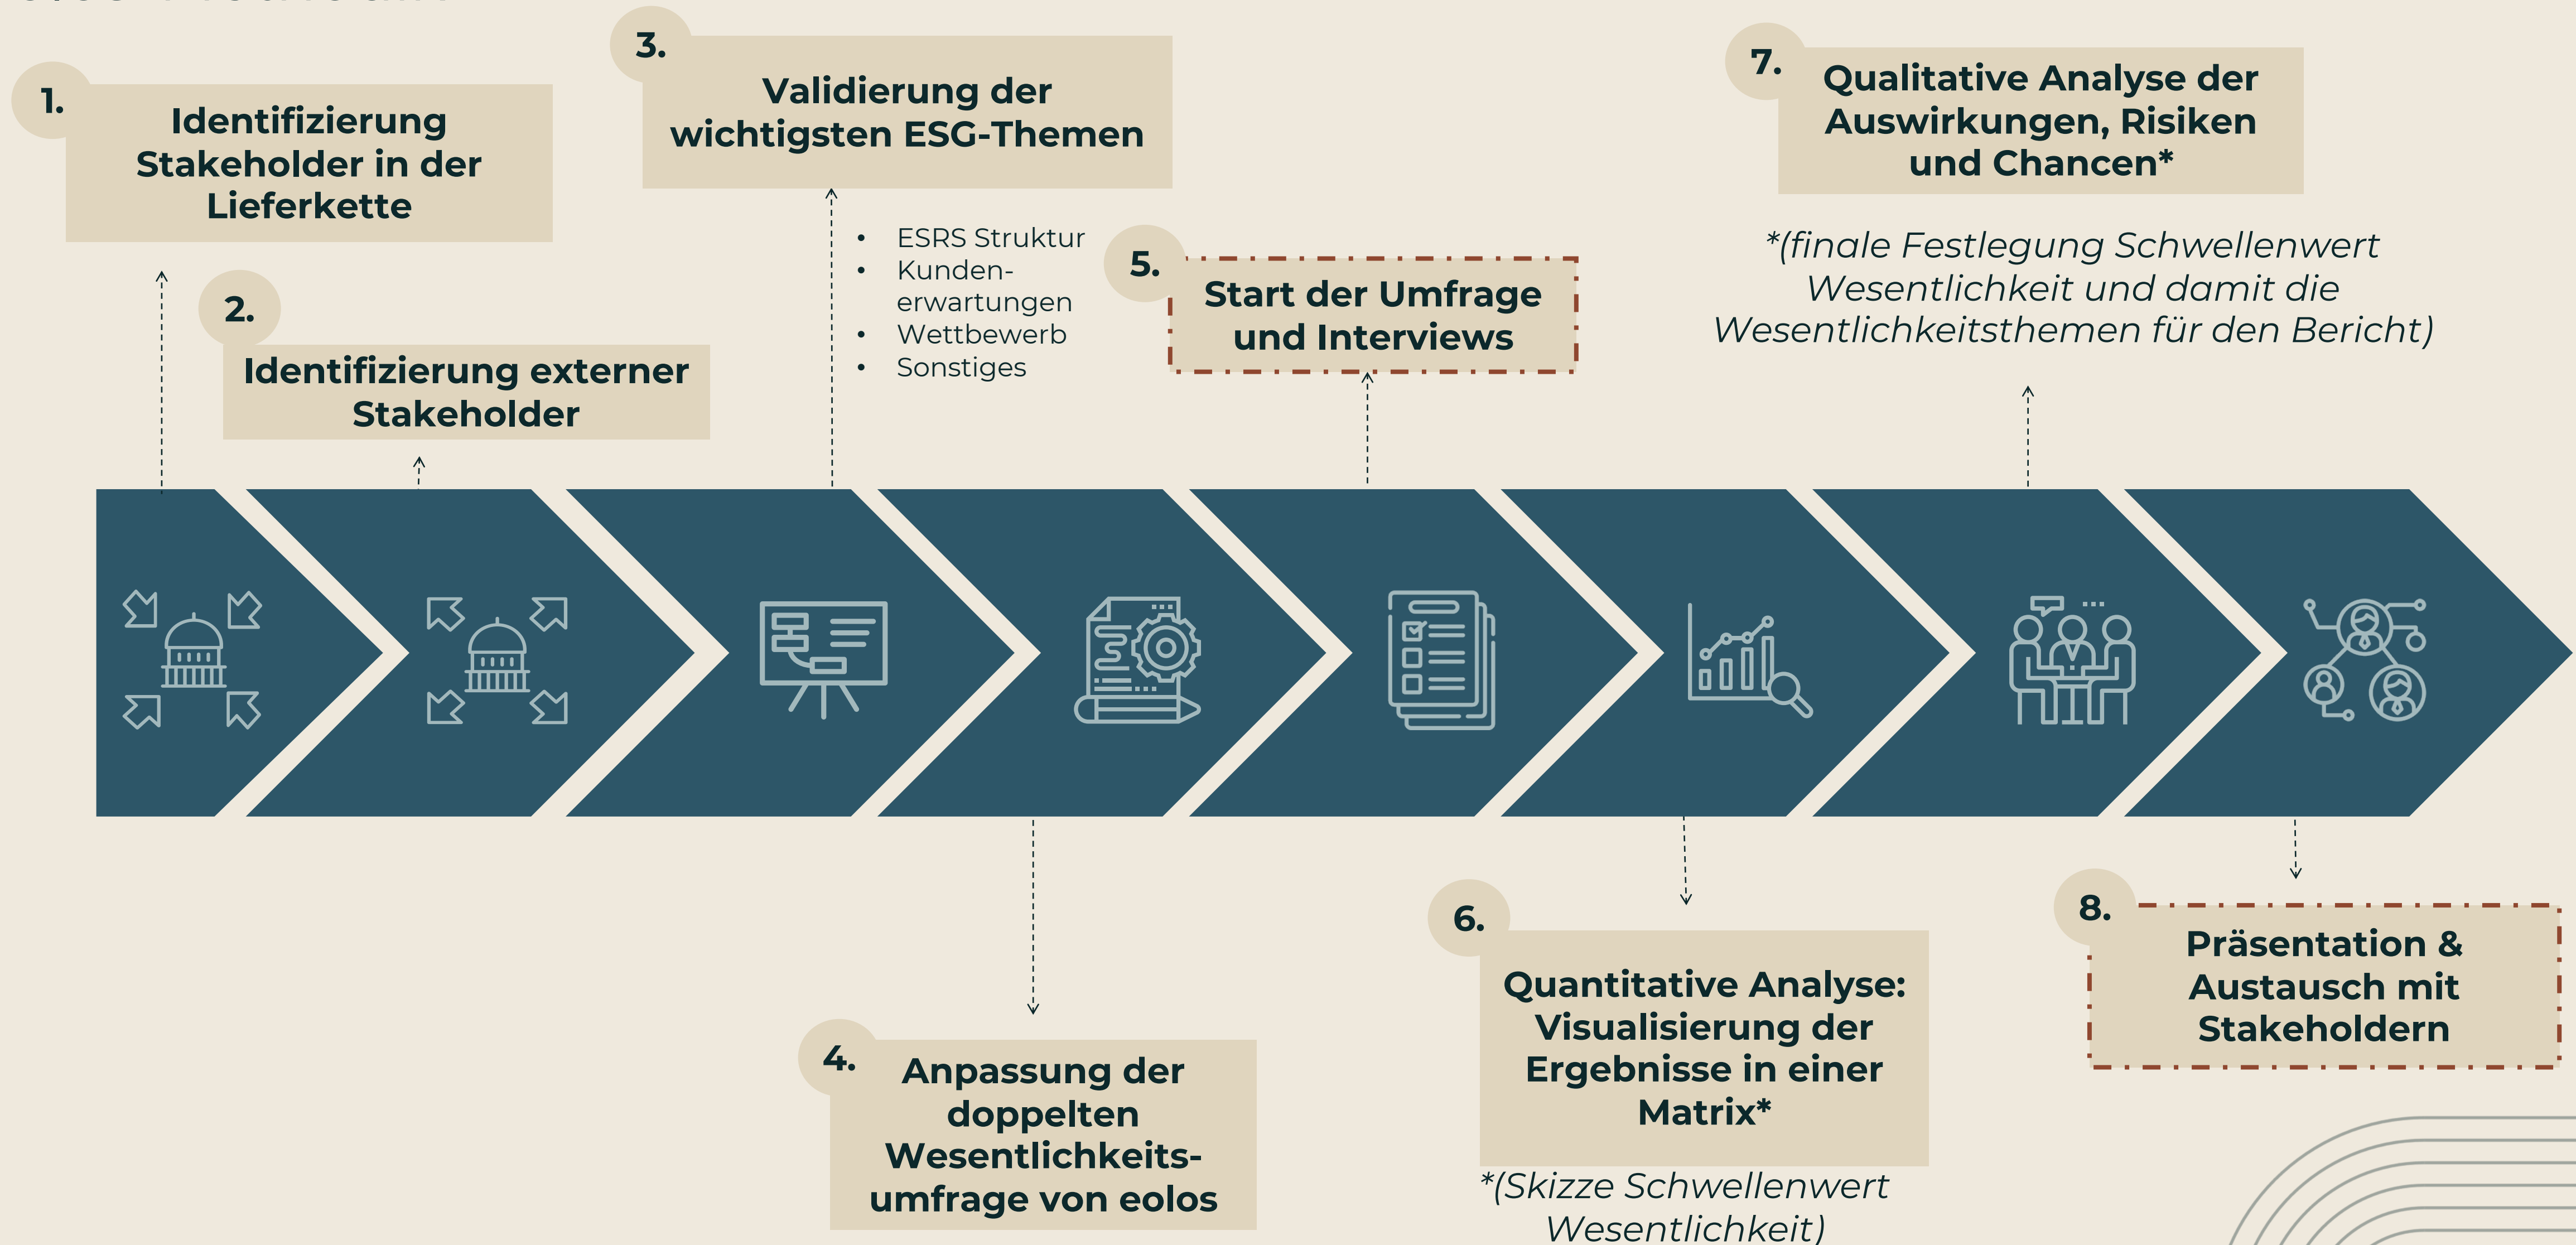 1.
Identifizierung
Stakeholder in der
Lieferkette
2.
Identifizierung externer
Stakeholder
3.
Validierung der
wichtigsten ESG-Themen
• ESRS Struktur
• Kunden-
erwartungen
• Wettbewerb
• Sonstiges
4.
Anpassung der
doppelten
Wesentlichkeits-
umfrage von eolos
5.
Start der Umfrage
und Interviews
6.
Quantitative Analyse:
Visualisierung der
Ergebnisse in einer
Matrix*
*(Skizze Schwellenwert
Wesentlichkeit)
7.
Qualitative Analyse der
Auswirkungen, Risiken
und Chancen*
*(finale Festlegung Schwellenwert
Wesentlichkeit und damit die
Wesentlichkeitsthemen für den Bericht)
8.
Präsentation &
Austausch mit
Stakeholdern